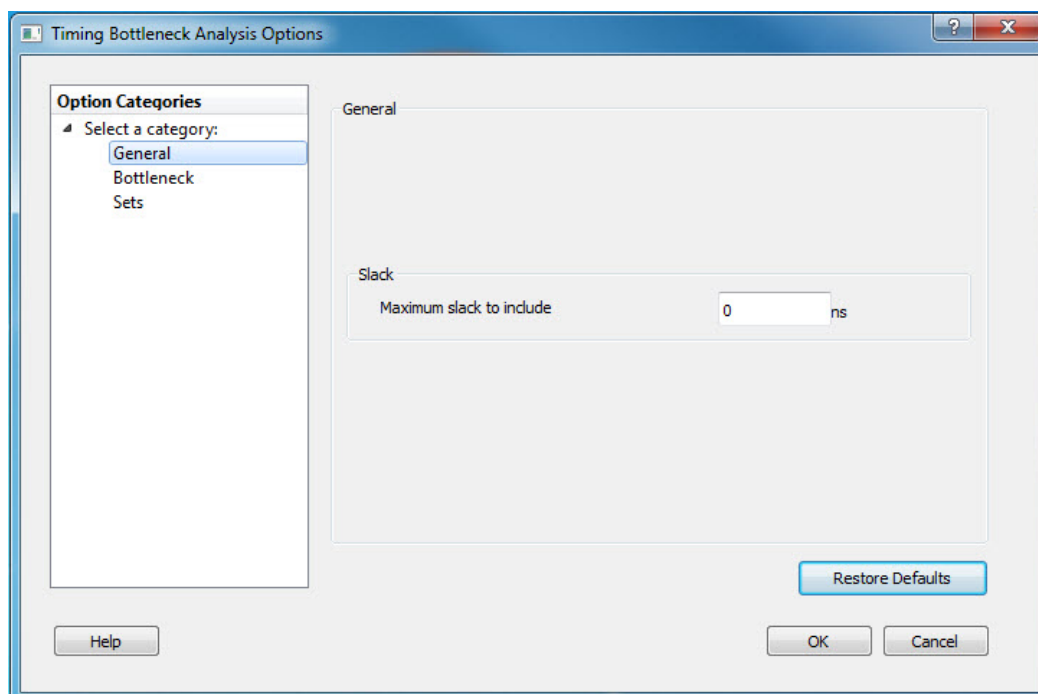 Timing Bottleneck Analysis Options
?
X
Option Categories
Select a category:
General
Bottleneck
Sets
General
Slack
Maximum slack to include 0 ns
Restore Defaults
Help
OK
Cancel